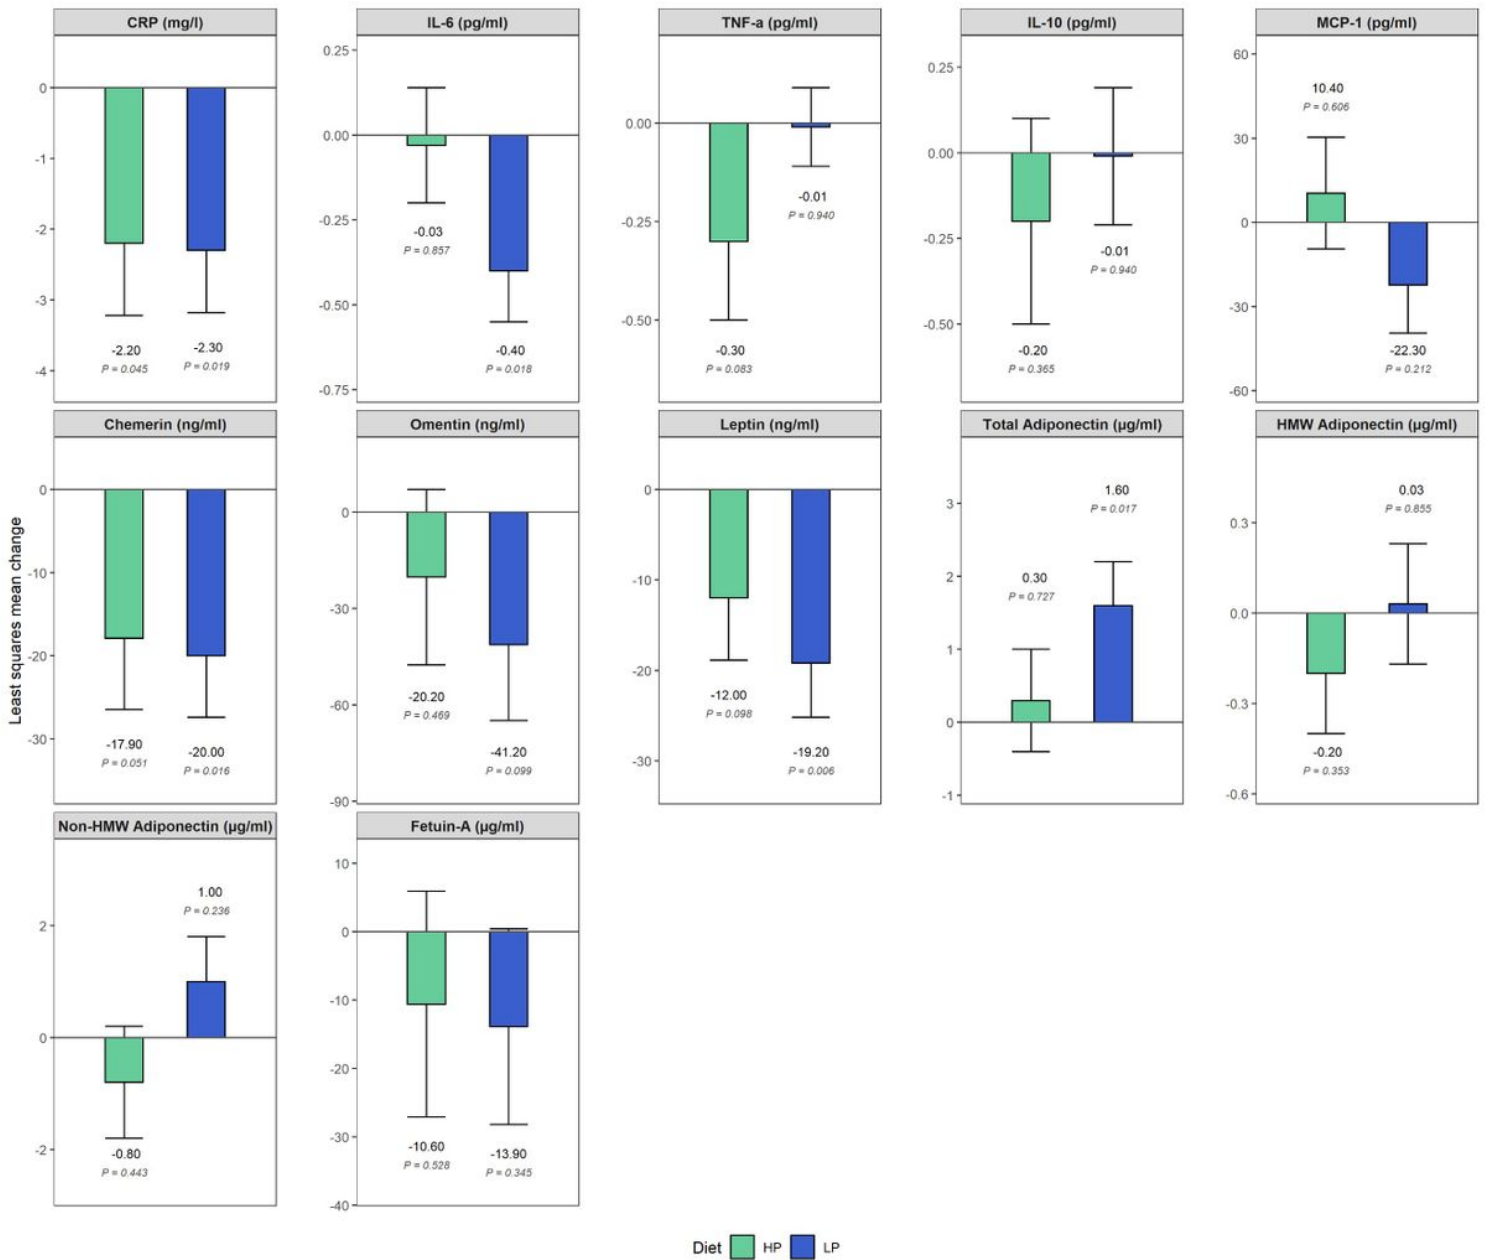 CRP (mg/l)
0
-1
-2
-3
-4
-2.20
P = 0.045
-2.30
P = 0.019
IL-6 (pg/ml)
0.25
0.00
-0.25
-0.50
-0.75
-0.03
P = 0.857
-0.40
P = 0.018
TNF-a (pg/ml)
0.00
-0.25
-0.50
-0.30
P = 0.083
-0.01
P = 0.940
IL-10 (pg/ml)
0.25
0.00
-0.25
-0.50
-0.20
P = 0.365
-0.01
P = 0.940
MCP-1 (pg/ml)
60
30
0
-30
-60
10.40
P = 0.606
-22.30
P = 0.212
Least squares mean change
Chemerin (ng/ml)
0
-10
-20
-30
-17.90
P = 0.051
-20.00
P = 0.016
Omentin (ng/ml)
0
-30
-60
-90
-20.20
P = 0.469
-41.20
P = 0.099
Leptin (ng/ml)
0
-10
-20
-30
-12.00
P = 0.098
-19.20
P = 0.006
Total Adiponectin (µg/ml)
3
2
1
0
-1
0.30
P = 0.727
1.60
P = 0.017
HMW Adiponectin (µg/ml)
0.3
0.0
-0.3
-0.6
-0.20
P = 0.353
0.03
P = 0.855
Non-HMW Adiponectin (µg/ml)
2
0
-2
-0.80
P = 0.443
1.00
P = 0.236
Fetuin-A (µg/ml)
10
0
-10
-20
-30
-40
-10.60
P = 0.528
-13.90
P = 0.345
Diet HP LP